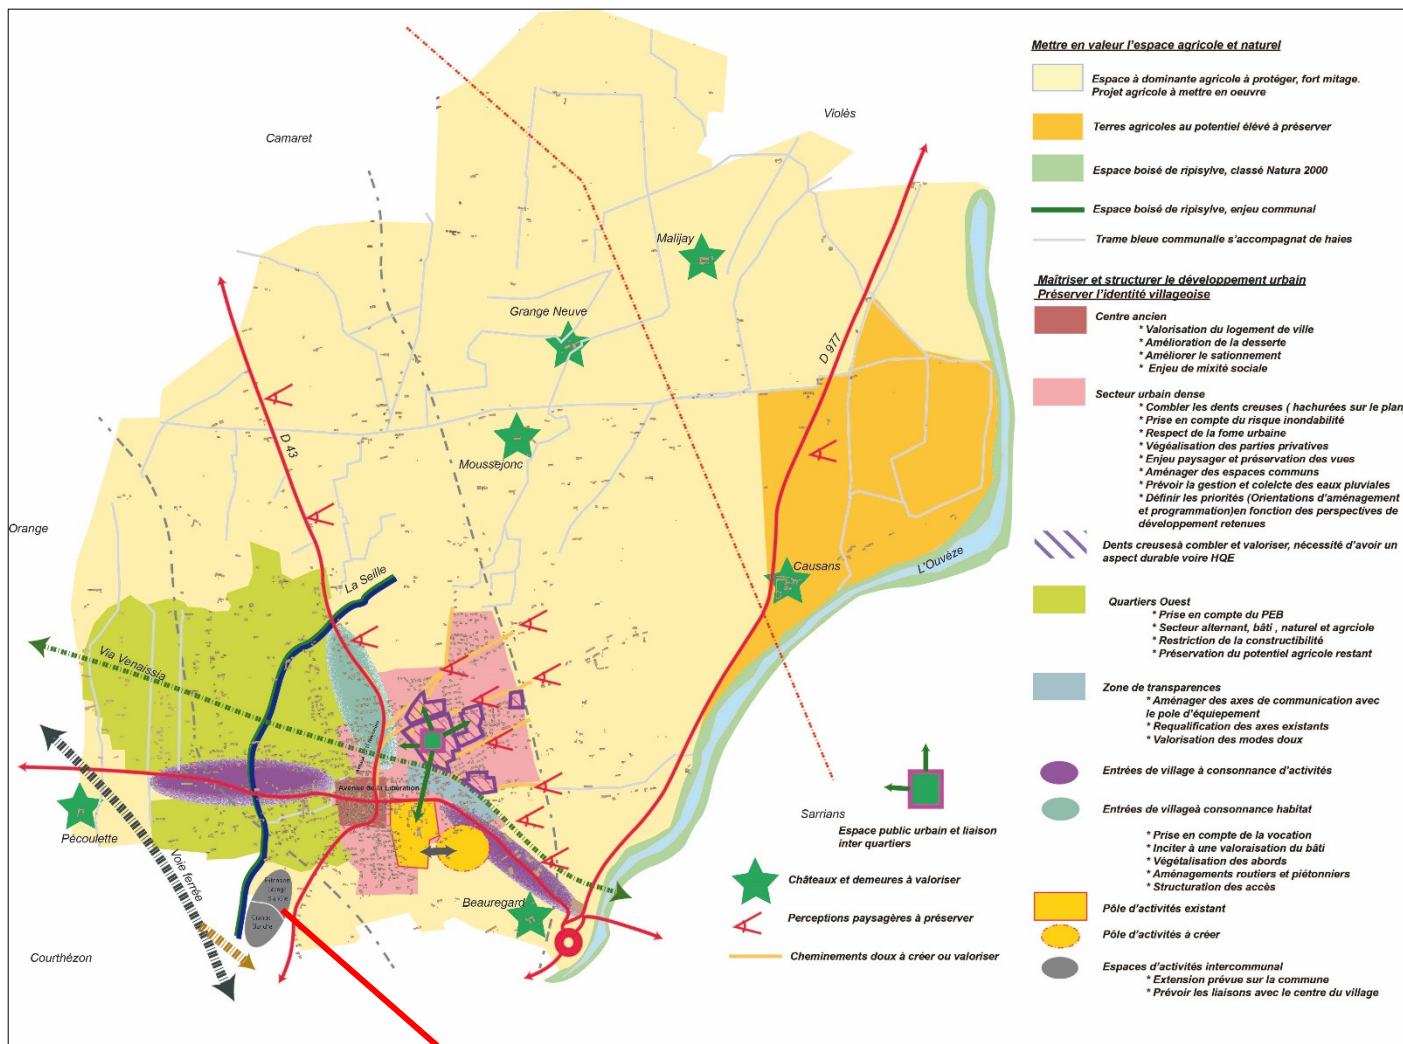 Camaret
Violès
Malijay
Grange Neuve
D 977
D 43
Moussejonc
Orange
La Seille
Causans
L'Ouvèze
Via Venaissia
Avenue de la Libération
Pécoulette
Voie ferrée
Sarrians
Beauregard
Grange
Blanche
Courthézon
Espace public urbain et liaison
inter quartiers
Châteaux et demeures à valoriser
Perceptions paysagères à préserver
Cheminements doux à créer ou valoriser
Mettre en valeur l'espace agricole et naturel
Espace à dominante agricole à protéger, fort mitage.
Projet agricole à mettre en oeuvre
Terres agricoles au potentiel élévé à préserver
Espace boisé de ripisylve, classé Natura 2000
Espace boisé de ripisylve, enjeu communal
Trame bleue communalle s'accompagnat de haies
Maîtriser et structurer le développement urbain
Préserver l'identité villageoise
Centre ancien
* Valorisation du logement de ville
* Amélioration de la desserte
* Améliorer le sationnement
* Enjeu de mixité sociale
Secteur urbain dense
* Combler les dents creuses ( hachurées sur le plan
* Prise en compte du risque inondabilité
* Respect de la fome urbaine
* Végéalisation des parties privatives
* Enjeu paysager et préservation des vues
* Aménager des espaces communs
* Prévoir la gestion et colelcte des eaux pluviales
* Définir les priorités (Orientations d'aménagement
et programmation)en fonction des perspectives de
développement retenues
Dents creusesà combler et valoriser, nécessité d'avoir un
aspect durable voire HQE
Quartiers Ouest
* Prise en compte du PEB
* Secteur alternant, bâti , naturel et agrciole
* Restriction de la constructibilité
* Préservation du potentiel agricole restant
Zone de transparences
* Aménager des axes de communication avec
le pole d'équiepement
* Requalification des axes existants
* Valorisation des modes doux
Entrées de village à consonnance d'activités
Entrées de villageà consonnance habitat
* Prise en compte de la vocation
* Inciter à une valoraisation du bâti
* Végétalisation des abords
* Aménagements routiers et piétonniers
* Structuration des accès
Pôle d'activités existant
Pôle d'activités à créer
Espaces d'activités intercommunal
* Extension prévue sur la commune
* Prévoir les liaisons avec le centre du village